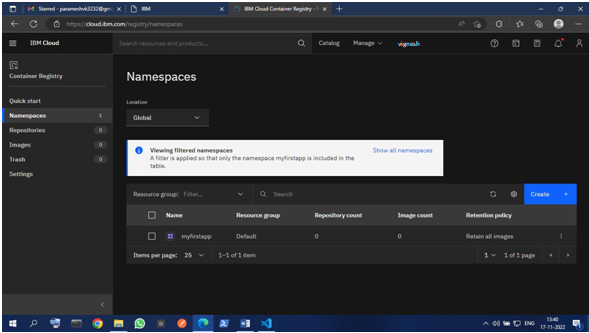 Starred - parameshvk3232@gm
IBM
IBM Cloud Container Registry -
https://cloud.ibm.com/registry/namespaces
IBM Cloud
Search resources and products...
Catalog
Manage
vignessh
Container Registry
Quick start
Namespaces 1
Repositories 0
Images 0
Trash 0
Settings
Namespaces
Location
Global
Viewing filtered namespaces
A filter is applied so that only the namespace myfirstapp is included in the
table.
Show all namespaces
Resource group: Filter...
Search
Create +
Name Resource group Repository count Image count Retention policy
myfirstapp Default 0 0 Retain all images
Items per page: 25 1–1 of 1 item 1 1 of 1 page
ENG
13:40
17-11-2022